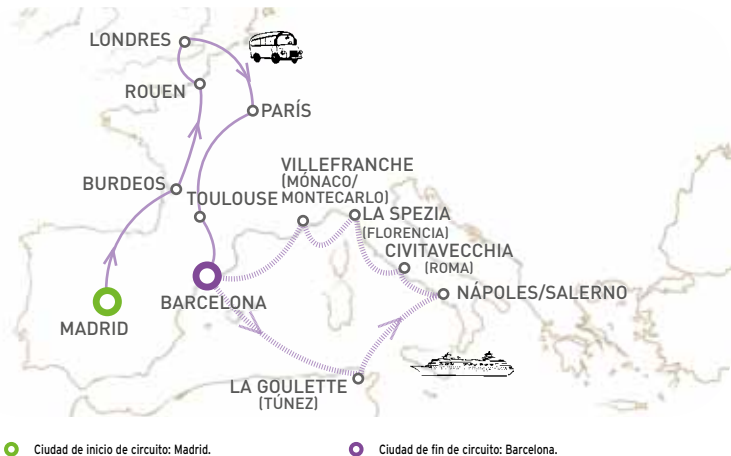 LONDRES
ROUEN
PARÍS
VILLEFRANCHE
(MÓNACO/
MONTECARLO)
BURDEOS
TOULOUSE
LA SPEZIA
(FLORENCIA)
CIVITAVECCHIA
(ROMA)
NÁPOLES/SALERNO
BARCELONA
MADRID
LA GOULETTE
(TÚNEZ)
Ciudad de inicio de circuito: Madrid.
Ciudad de fin de circuito: Barcelona.